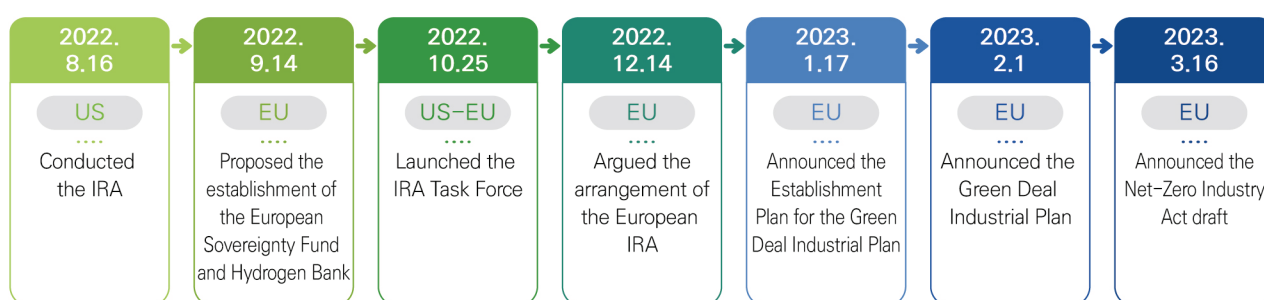 2022.
8.16
US
Conducted
the IRA
2022.
9.14
EU
Proposed the
establishment of
the European
Sovereignty Fund
and Hydrogen Bank
2022.
10.25
US-EU
Launched the
IRA Task Force
2022.
12.14
EU
Argued the
arrangement of
the European
IRA
2023.
1.17
EU
Announced the
Establishment
Plan for the Green
Deal Industrial Plan
2023.
2.1
EU
Announced the
Green Deal
Industrial Plan
2023.
3.16
EU
Announced the
Net-Zero Industry
Act draft